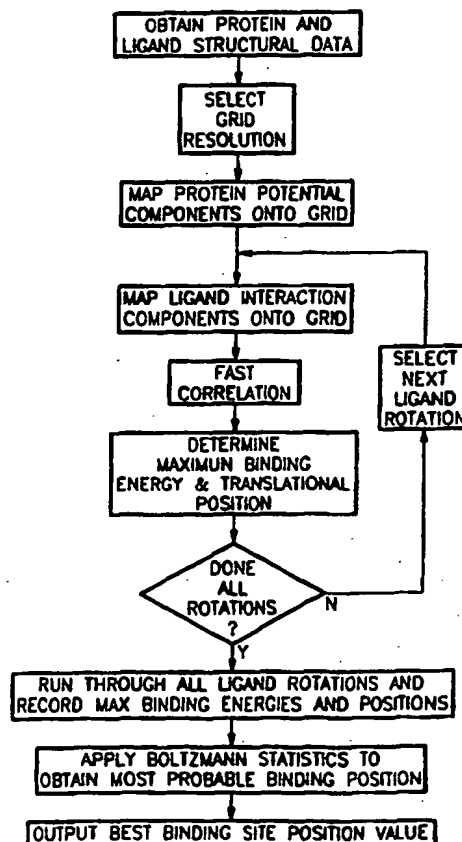 OBTAIN PROTEIN AND
LIGAND STRUCTURAL DATA
SELECT
GRID
RESOLUTION
MAP PROTEIN POTENTIAL
COMPONENTS ONTO GRID
MAP LIGAND INTERACTION
COMPONENTS ONTO GRID
FAST
CORRELATION
SELECT
NEXT
LIGAND
ROTATION
DETERMINE
MAXIMUN BINDING
ENERGY & TRANSLATIONAL
POSITION
DONE
ALL
ROTATIONS
?
N
Y
RUN THROUGH ALL LIGAND ROTATIONS AND
RECORD MAX BINDING ENERGIES AND POSITIONS
APPLY BOLTZMANN STATISTICS TO
OBTAIN MOST PROBABLE BINDING POSITION
OUTPUT BEST BINDING SITE POSITION VALUE